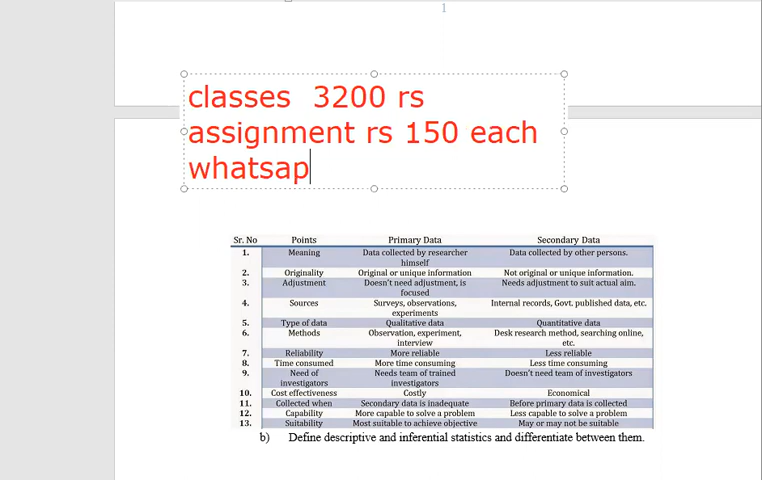 1
classes  3200 rs
assignment rs 150 each
whatsap
Sr. No Points Primary Data Secondary Data
1. Meaning Data collected by researcher himself Data collected by other persons.
2. Originality Original or unique information Not original or unique information.
3. Adjustment Doesn't need adjustment, is focused Needs adjustment to suit actual aim.
4. Sources Surveys, observations, experiments Internal records, Govt. published data, etc.
5. Type of data Qualitative data Quantitative data
6. Methods Observation, experiment, interview Desk research method, searching online, etc.
7. Reliability More reliable Less reliable
8. Time consumed More time consuming Less time consuming
9. Need of investigators Needs team of trained investigators Doesn't need team of investigators
10. Cost effectiveness Costly Economical
11. Collected when Secondary data is inadequate Before primary data is collected
12. Capability More capable to solve a problem Less capable to solve a problem
13. Suitability Most suitable to achieve objective May or may not be suitable
b) Define descriptive and inferential statistics and differentiate between them.